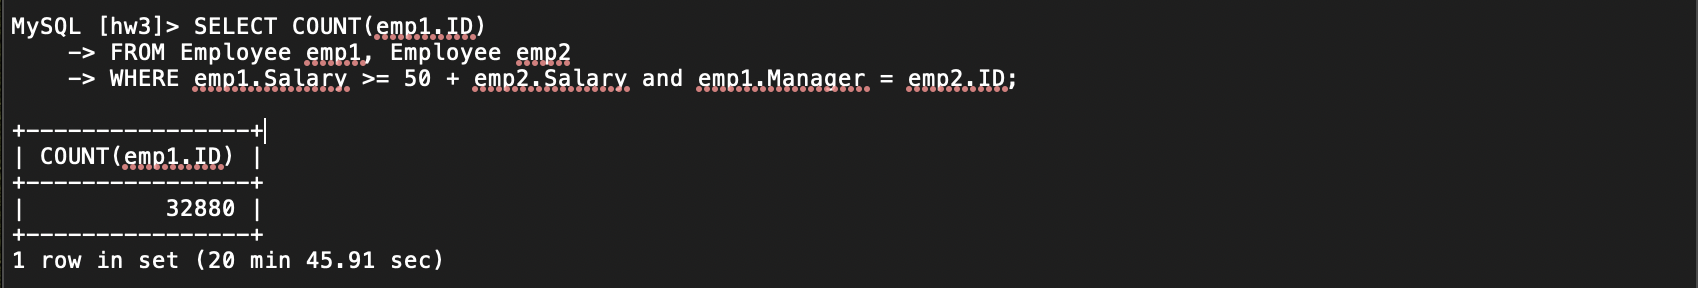 MySQL [hw3]> SELECT COUNT(emp1.ID)
    -> FROM Employee emp1, Employee emp2
    -> WHERE emp1.Salary >= 50 + emp2.Salary and emp1.Manager = emp2.ID;

+----------------+
| COUNT(emp1.ID) |
+----------------+
|          32880 |
+----------------+
1 row in set (20 min 45.91 sec)